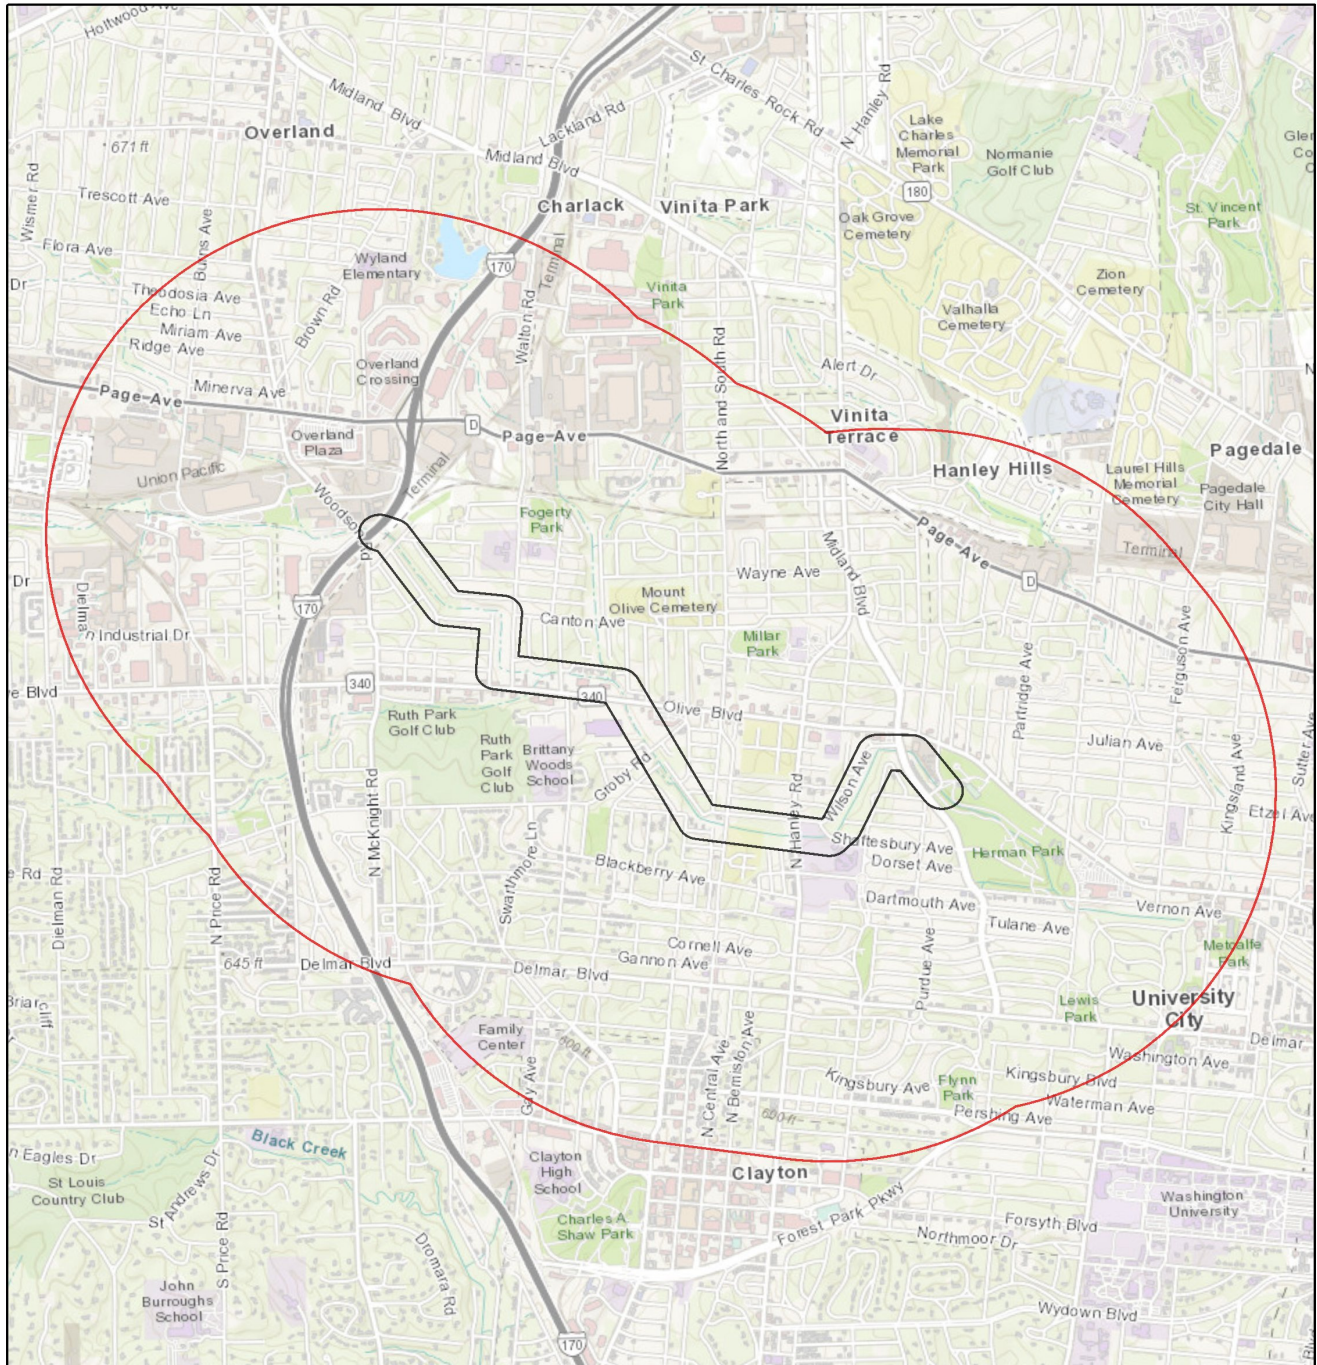 Holtwood Ave
Midland Blvd
Overland
671 ft
Wismer Rd
Trescott Ave
Lackland Rd
Midland Blvd
St. Charles Rock Rd
N Hanley Rd
Lake
Charles
Memorial
Park
Normanie
Golf Club
180
Charlack
Vinita Park
Oak Grove
Cemetery
St. Vincent
Park
Flora Ave
Burns Ave
Wyland
Elementary
170
Terminal
Dr
Theodosia Ave
Echo Ln
Miriam Ave
Ridge Ave
Brown Rd
Walton Rd
Vinita
Park
Zion
Cemetery
Valhalla
Cemetery
North and South Rd
Overland
Crossing
Alert Dr
Minerva Ave
Page-Ave
D
Page-Ave
Overland
Plaza
Vinita
Terrace
Hanley Hills
Pagedale
Union Pacific
Terminal
Woodson Rd
Fogerty
Park
Laurel Hills
Memorial
Cemetery
Pagedale
City Hall
Page-Ave
Terminal
D
Midland Blvd
Wayne Ave
Mount
Olive Cemetery
Dr
170
n Industrial Dr
Canton Ave
Millar
Park
Partridge Ave
Ferguson Ave
e Blvd
340
340
Olive Blvd
Ruth Park
Golf Club
Ruth
Park
Golf
Club
Brittany
Woods
School
Groby Rd
Julian Ave
Kingsland Ave
Sutter Ave
Etzel Ave
N McKnight Rd
N Hanley Rd
Wilson Ave
Shaftesbury Ave
Dorset Ave
Herman Park
e Rd
Dielman Rd
N Price Rd
Swarthmore Ln
Blackberry Ave
Dartmouth Ave
Tulane Ave
Vernon Ave
Cornell Ave
Gannon Ave
Purdue Ave
Metcalfe
Park
645 ft
Delmar Blvd
Delmar Blvd
Lewis
Park
University
City
Delmar
Family
Center
600 ft
Gay Ave
N Central Ave
N Bemiston Ave
Washington Ave
Kingsbury Ave
Flynn
Park
Kingsbury Blvd
Waterman Ave
Pershing Ave
600 ft
Black Creek
n Eagles Dr
St Louis
Country Club
St Andrews Dr
Clayton
High
School
Clayton
Washington
University
Charles A.
Shaw Park
Forest Park Pkwy
Forsyth Blvd
Northmoor Dr
S Price Rd
Dromara Rd
John
Burroughs
School
Wydown Blvd
170